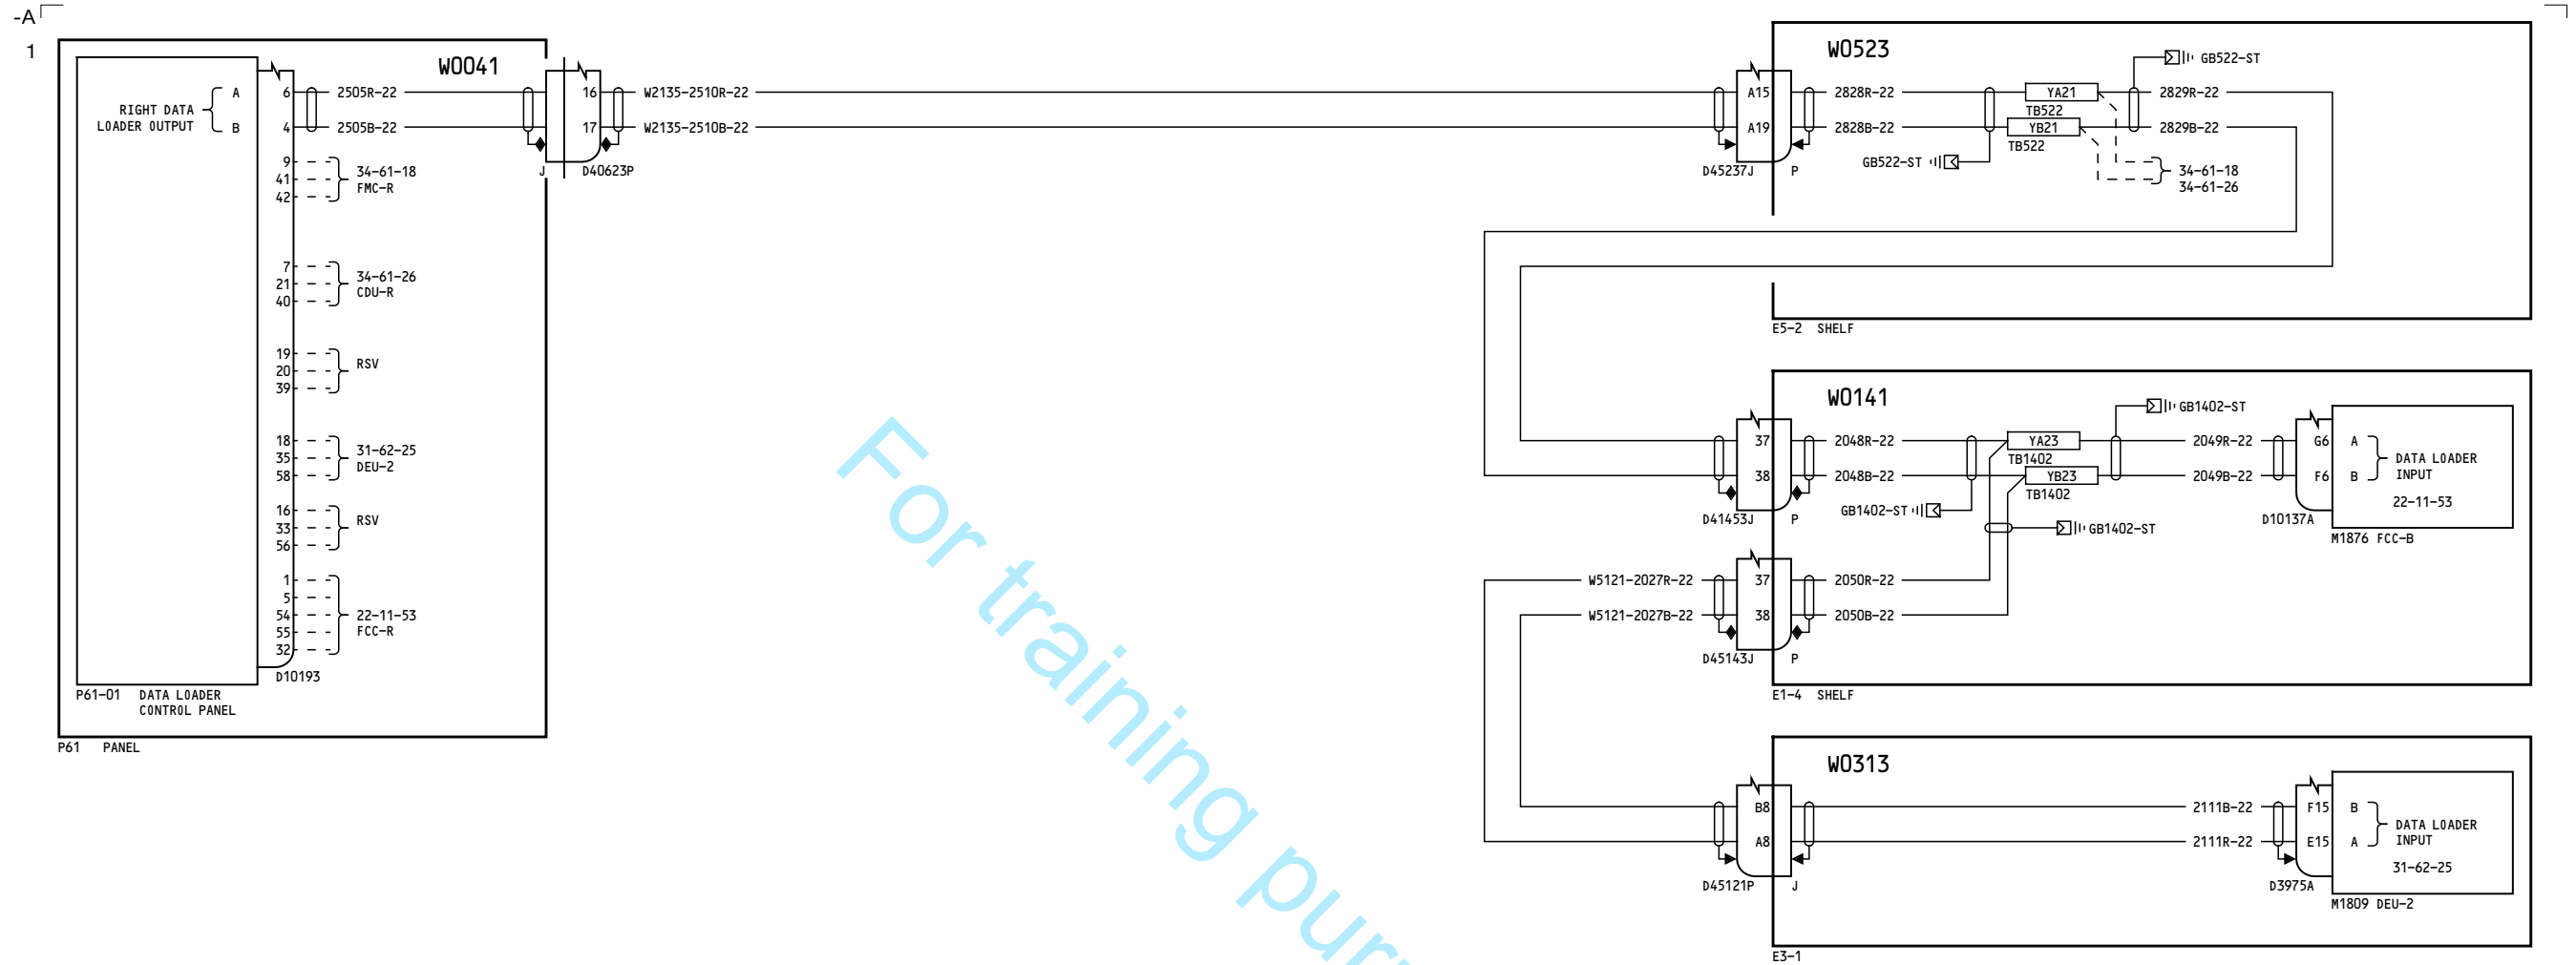 -A
1
W0041
RIGHT DATA
LOADER OUTPUT
A
B
6
4
2505R-22
2505B-22
16
17
W2135-2510R-22
W2135-2510B-22
J
D40623P
9
41
42
34-61-18
FMC-R
7
21
40
34-61-26
CDU-R
19
20
39
RSV
18
35
58
31-62-25
DEU-2
16
33
56
RSV
1
5
54
55
32
22-11-53
FCC-R
D10193
P61-01 DATA LOADER
CONTROL PANEL
P61 PANEL
W0523
A15
A19
D45237J
P
2828R-22
2828B-22
GB522-ST
YA21
TB522
YB21
TB522
GB522-ST
2829R-22
2829B-22
34-61-18
34-61-26
E5-2 SHELF
W0141
37
38
D41453J
P
2048R-22
2048B-22
GB1402-ST
YA23
TB1402
YB23
TB1402
GB1402-ST
GB1402-ST
2049R-22
2049B-22
G6
F6
A
B
DATA LOADER
INPUT
22-11-53
D10137A
M1876 FCC-B
W5121-2027R-22
W5121-2027B-22
37
38
D45143J
P
2050R-22
2050B-22
E1-4 SHELF
W0313
B8
A8
D45121P
J
2111B-22
2111R-22
F15
E15
B
A
DATA LOADER
INPUT
31-62-25
D3975A
M1809 DEU-2
E3-1
For training